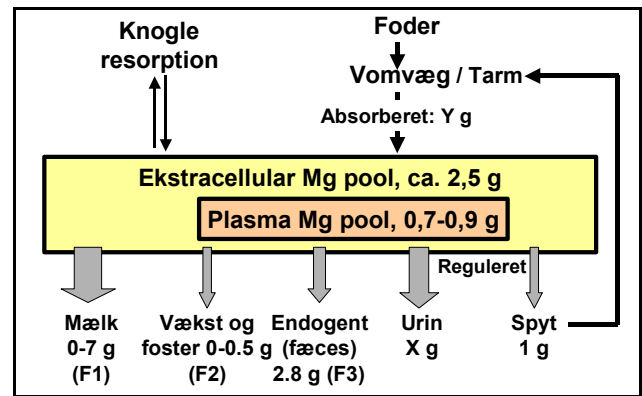 Knogle
resorption
Foder
Vomvæg / Tarm
Absorberet: Y g
Ekstracellular Mg pool, ca. 2,5 g
Plasma Mg pool, 0,7-0,9 g
Reguleret
Mælk
0-7 g
(F1)
Vækst og
foster 0-0.5 g
(F2)
Endogent
(fæces)
2.8 g (F3)
Urin
X g
Spyt
1 g